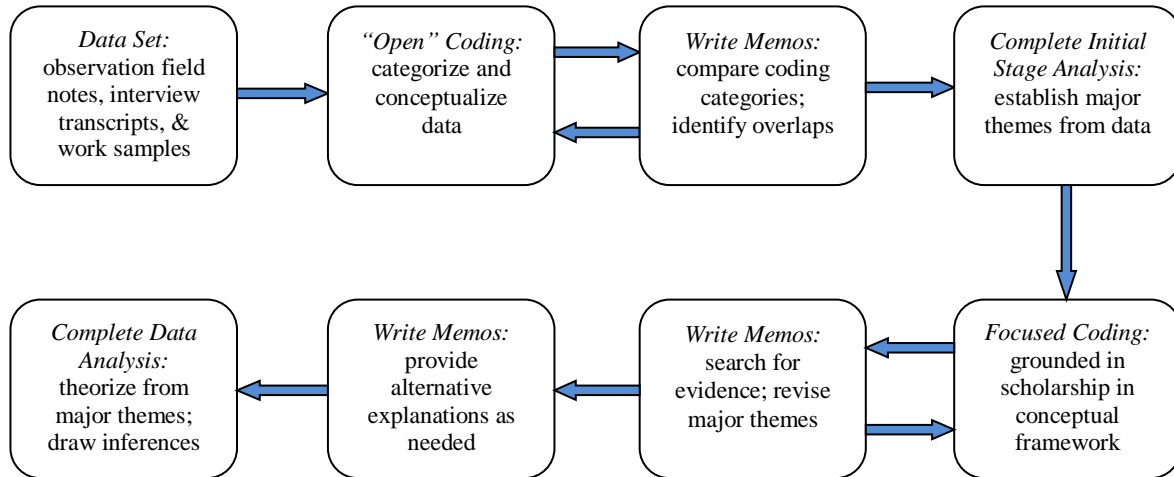 Data Set:
observation field
notes, interview
transcripts, &
work samples
“Open” Coding:
categorize and
conceptualize
data
Write Memos:
compare coding
categories;
identify overlaps
Complete Initial
Stage Analysis:
establish major
themes from data
Complete Data
Analysis:
theorize from
major themes;
draw inferences
Write Memos:
provide
alternative
explanations as
needed
Write Memos:
search for
evidence; revise
major themes
Focused Coding:
grounded in
scholarship in
conceptual
framework